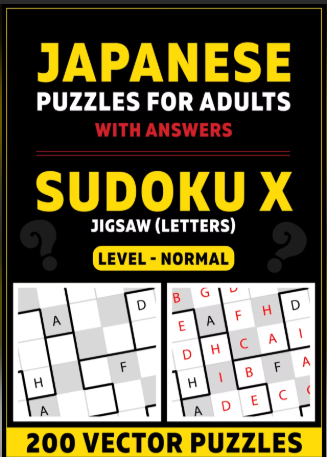 JAPANESE
PUZZLES FOR ADULTS
WITH ANSWERS
SUDOKU X
JIGSAW (LETTERS)
LEVEL - NORMAL
? ?
D
A
F
H
A
B G D
E A F H D
D H C A I
H I B F A
A D E C C
200 VECTOR PUZZLES